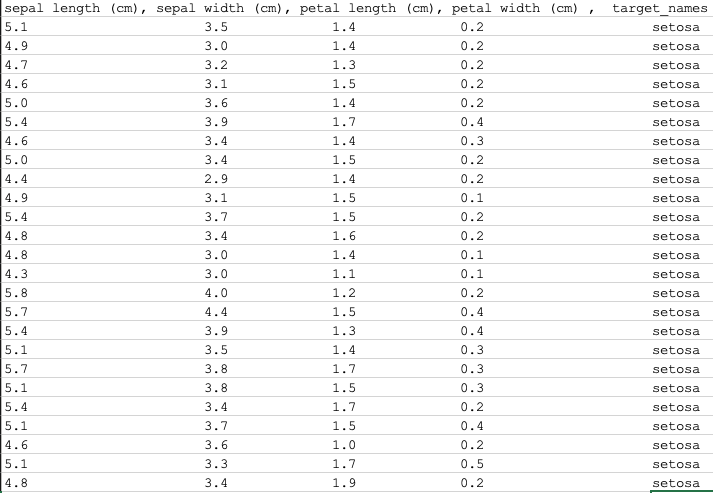 sepal length (cm), sepal width (cm), petal length (cm), petal width (cm) , target_names
5.1 3.5 1.4 0.2 setosa
4.9 3.0 1.4 0.2 setosa
4.7 3.2 1.3 0.2 setosa
4.6 3.1 1.5 0.2 setosa
5.0 3.6 1.4 0.2 setosa
5.4 3.9 1.7 0.4 setosa
4.6 3.4 1.4 0.3 setosa
5.0 3.4 1.5 0.2 setosa
4.4 2.9 1.4 0.2 setosa
4.9 3.1 1.5 0.1 setosa
5.4 3.7 1.5 0.2 setosa
4.8 3.4 1.6 0.2 setosa
4.8 3.0 1.4 0.1 setosa
4.3 3.0 1.1 0.1 setosa
5.8 4.0 1.2 0.2 setosa
5.7 4.4 1.5 0.4 setosa
5.4 3.9 1.3 0.4 setosa
5.1 3.5 1.4 0.3 setosa
5.7 3.8 1.7 0.3 setosa
5.1 3.8 1.5 0.3 setosa
5.4 3.4 1.7 0.2 setosa
5.1 3.7 1.5 0.4 setosa
4.6 3.6 1.0 0.2 setosa
5.1 3.3 1.7 0.5 setosa
4.8 3.4 1.9 0.2 setosa